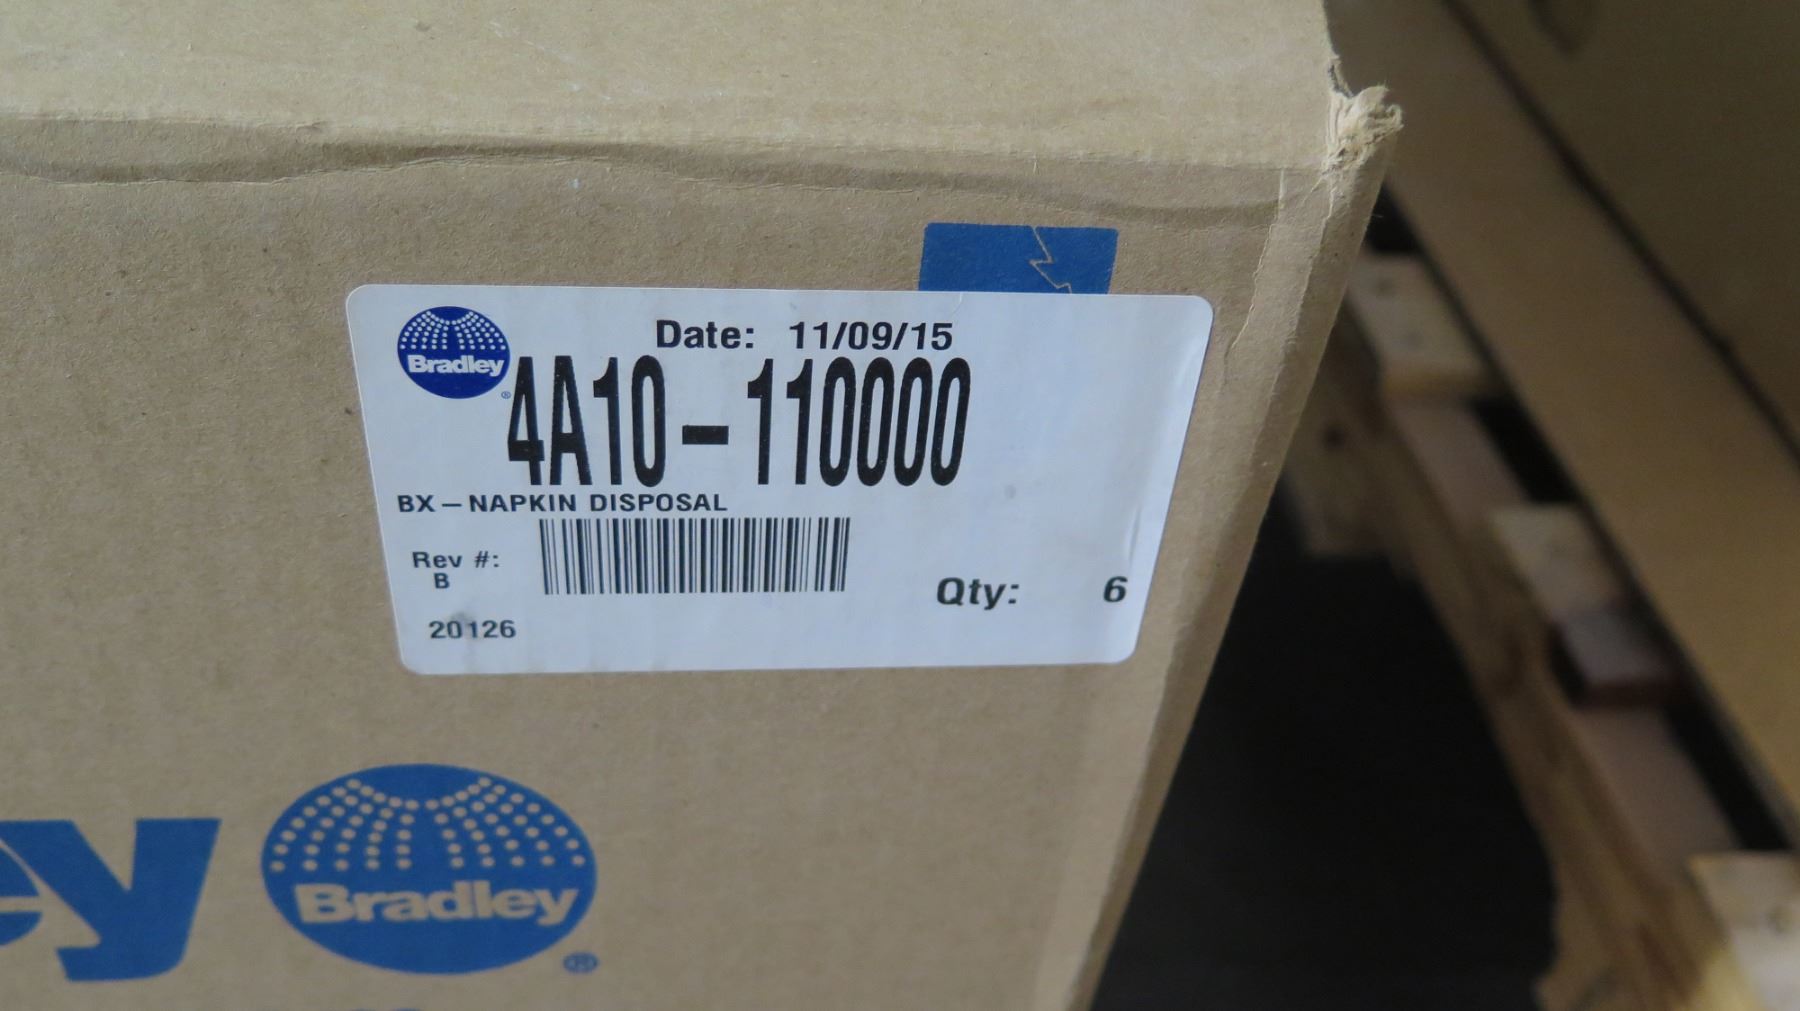 Date: 11/09/15
Bradley®
4A10-110000
BX-NAPKIN DISPOSAL
Rev #:
B
Qty: 6
20126
ey
Bradley®